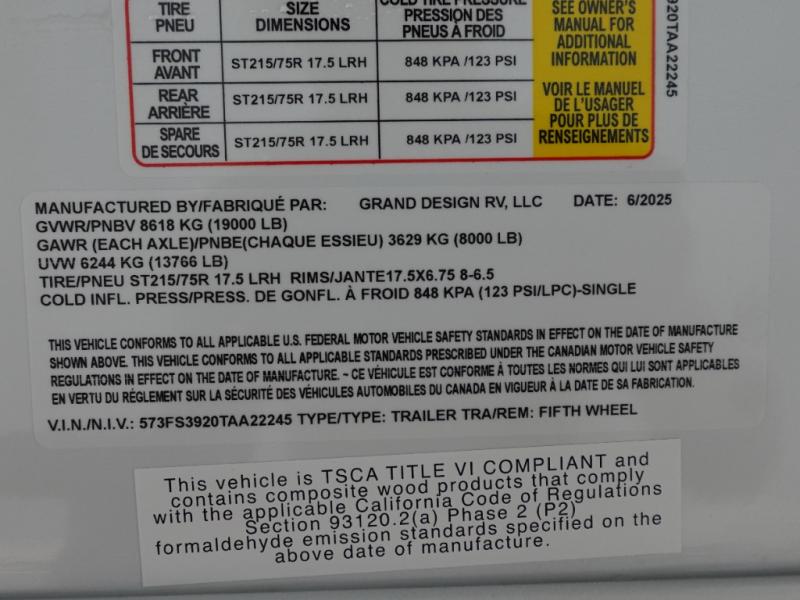 TIRE SIZE COLD TIRE PRESSURE SEE OWNER'S
PNEU DIMENSIONS PRESSION DES MANUAL FOR
PNEUS À FROID ADDITIONAL
INFORMATION
FRONT
AVANT ST215/75R 17.5 LRH 848 KPA /123 PSI
REAR
ARRIÈRE ST215/75R 17.5 LRH 848 KPA /123 PSI
SPARE
DE SECOURS ST215/75R 17.5 LRH 848 KPA /123 PSI
VOIR LE MANUEL
DE L'USAGER
POUR PLUS DE
RENSEIGNEMENTS
920TAA22245
MANUFACTURED BY/FABRIQUÉ PAR: GRAND DESIGN RV, LLC DATE: 6/2025
GVWR/PNBV 8618 KG (19000 LB)
GAWR (EACH AXLE)/PNBE(CHAQUE ESSIEU) 3629 KG (8000 LB)
UVW 6244 KG (13766 LB)
TIRE/PNEU ST215/75R 17.5 LRH RIMS/JANTE17.5X6.75 8-6.5
COLD INFL. PRESS/PRESS. DE GONFL. À FROID 848 KPA (123 PSI/LPC)-SINGLE
THIS VEHICLE CONFORMS TO ALL APPLICABLE U.S. FEDERAL MOTOR VEHICLE SAFETY STANDARDS IN EFFECT ON THE DATE OF MANUFACTURE
SHOWN ABOVE. THIS VEHICLE CONFORMS TO ALL APPLICABLE STANDARDS PRESCRIBED UNDER THE CANADIAN MOTOR VEHICLE SAFETY
REGULATIONS IN EFFECT ON THE DATE OF MANUFACTURE. ~ CE VÉHICULE EST CONFORME À TOUTES LES NORMES QUI LUI SONT APPLICABLES
EN VERTU DU RÉGLEMENT SUR LA SÉCURITÉ DES VÉHICULES AUTOMOBILES DU CANADA EN VIGUEUR À LA DATE DE SA FABRICATION.
V.I.N./N.I.V.: 573FS3920TAA22245 TYPE/TYPE: TRAILER TRA/REM: FIFTH WHEEL
This vehicle is TSCA TITLE VI COMPLIANT and
contains composite wood products that comply
with the applicable California Code of Regulations
Section 93120.2(a) Phase 2 (P2)
formaldehyde emission standards specified on the
above date of manufacture.